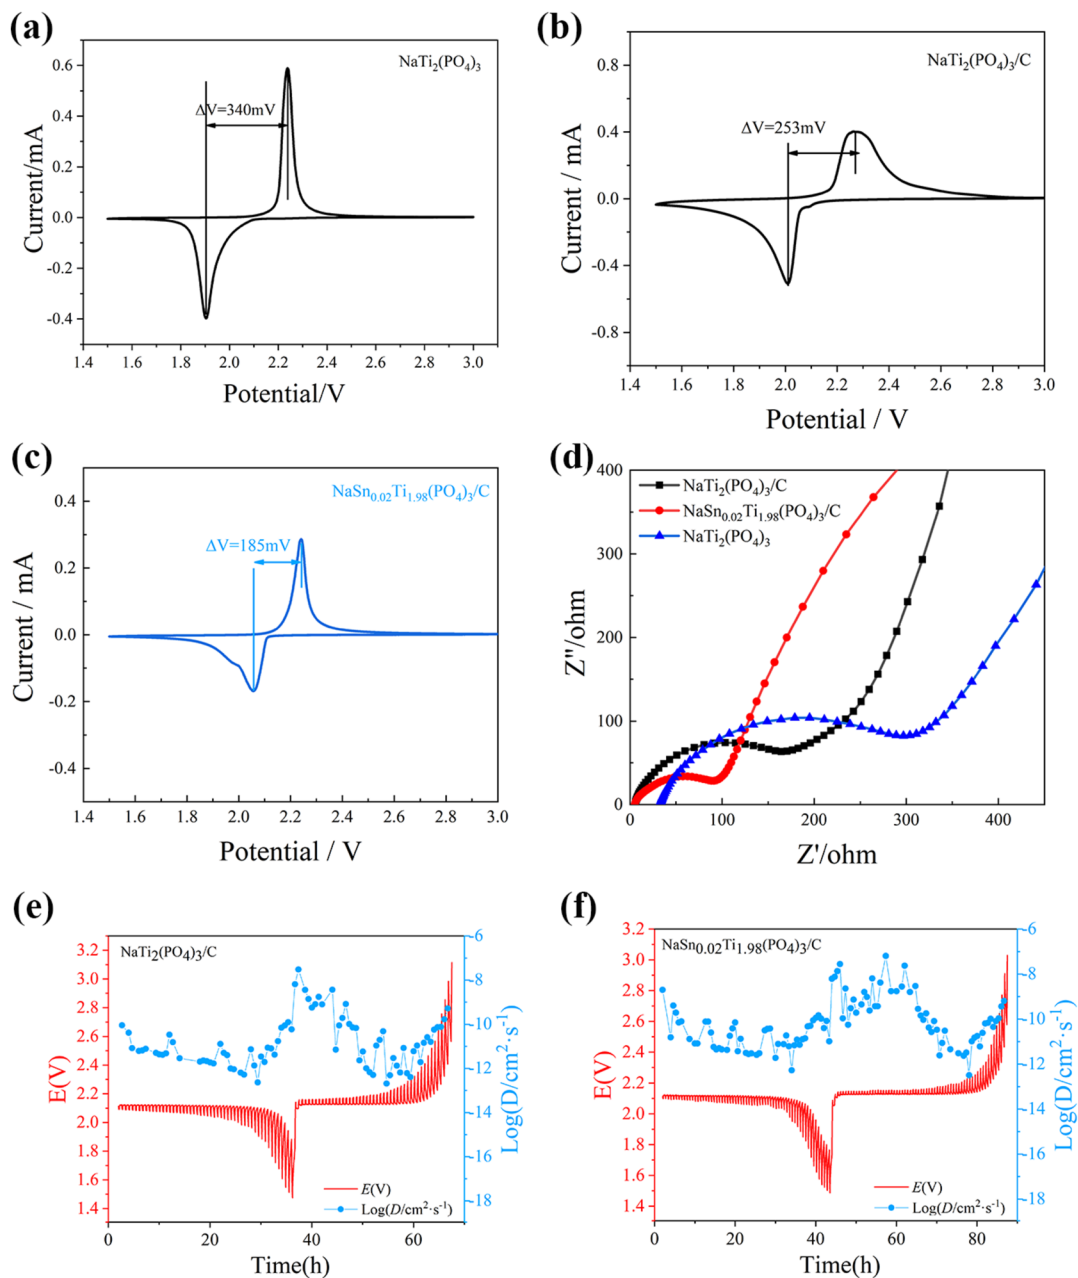 (a)
NaTi2(PO4)3
ΔV=340mV
0.6
0.4
0.2
0.0
-0.2
-0.4
Current/mA
1.4 1.6 1.8 2.0 2.2 2.4 2.6 2.8 3.0
Potential/V
(b)
NaTi2(PO4)3/C
ΔV=253mV
0.8
0.4
0.0
-0.4
-0.8
Current / mA
1.4 1.6 1.8 2.0 2.2 2.4 2.6 2.8 3.0
Potential / V
(c)
NaSn0.02Ti1.98(PO4)3/C
ΔV=185mV
0.4
0.2
0.0
-0.2
-0.4
Current / mA
1.4 1.6 1.8 2.0 2.2 2.4 2.6 2.8 3.0
Potential / V
(d)
NaTi2(PO4)3/C
NaSn0.02Ti1.98(PO4)3/C
NaTi2(PO4)3
400
300
200
100
0
Z''/ohm
0 100 200 300 400
Z'/ohm
(e)
NaTi2(PO4)3/C
3.2
3.0
2.8
2.6
2.4
2.2
2.0
1.8
1.6
1.4
E(V)
-6
-8
-10
-12
-14
-16
-18
Log(D/cm2·s-1)
E(V)
Log(D/cm2·s-1)
0 20 40 60
Time(h)
(f)
NaSn0.02Ti1.98(PO4)3/C
3.2
3.0
2.8
2.6
2.4
2.2
2.0
1.8
1.6
1.4
E(V)
-6
-8
-10
-12
-14
-16
-18
Log(D/cm2·s-1)
E(V)
Log(D/cm2·s-1)
0 20 40 60 80
Time(h)